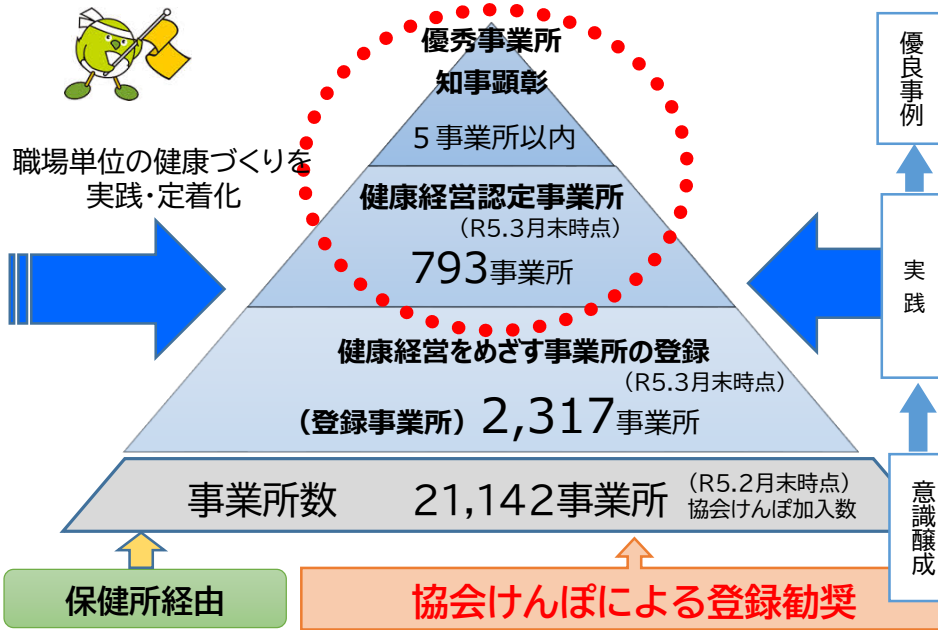 優秀事業所
知事顕彰
5事業所以内
職場単位の健康づくりを
実践・定着化
健康経営認定事業所
（R5.3月末時点）
793事業所
健康経営をめざす事業所の登録
（R5.3月末時点）
（登録事業所）2,317事業所
事業所数 21,142事業所
（R5.2月末時点）
協会けんぽ加入数
保健所経由
協会けんぽによる登録勧奨
優良事例
実践
意識醸成